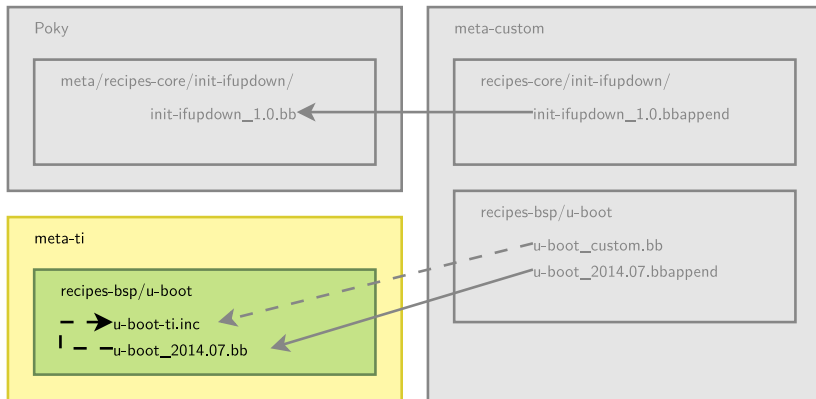 Poky
meta/recipes-core/init-ifupdown/
init-ifupdown_1.0.bb
meta-ti
recipes-bsp/u-boot
u-boot-ti.inc
u-boot_2014.07.bb
meta-custom
recipes-core/init-ifupdown/
init-ifupdown_1.0.bbappend
recipes-bsp/u-boot
u-boot_custom.bb
u-boot_2014.07.bbappend